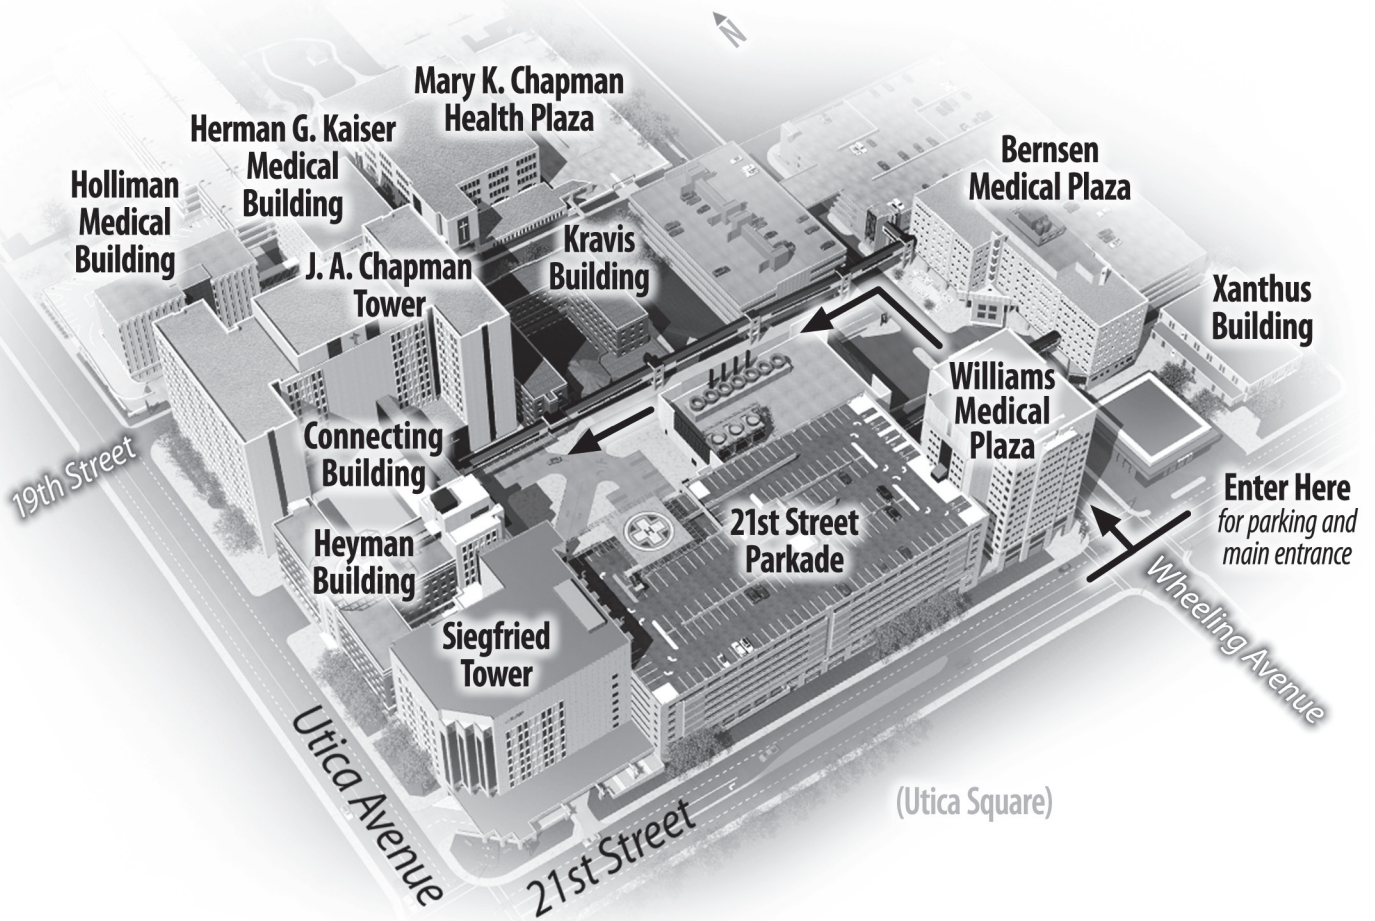 N
Mary K. Chapman
Health Plaza
Herman G. Kaiser
Medical
Building
Holliman
Medical
Building
Bernsen
Medical Plaza
Kravis
Building
J. A. Chapman
Tower
Xanthus
Building
Williams
Medical
Plaza
Connecting
Building
19th Street
Enter Here
for parking and
main entrance
21st Street
Parkade
Heyman
Building
Wheeling Avenue
Siegfried
Tower
Utica Avenue
21st Street
(Utica Square)